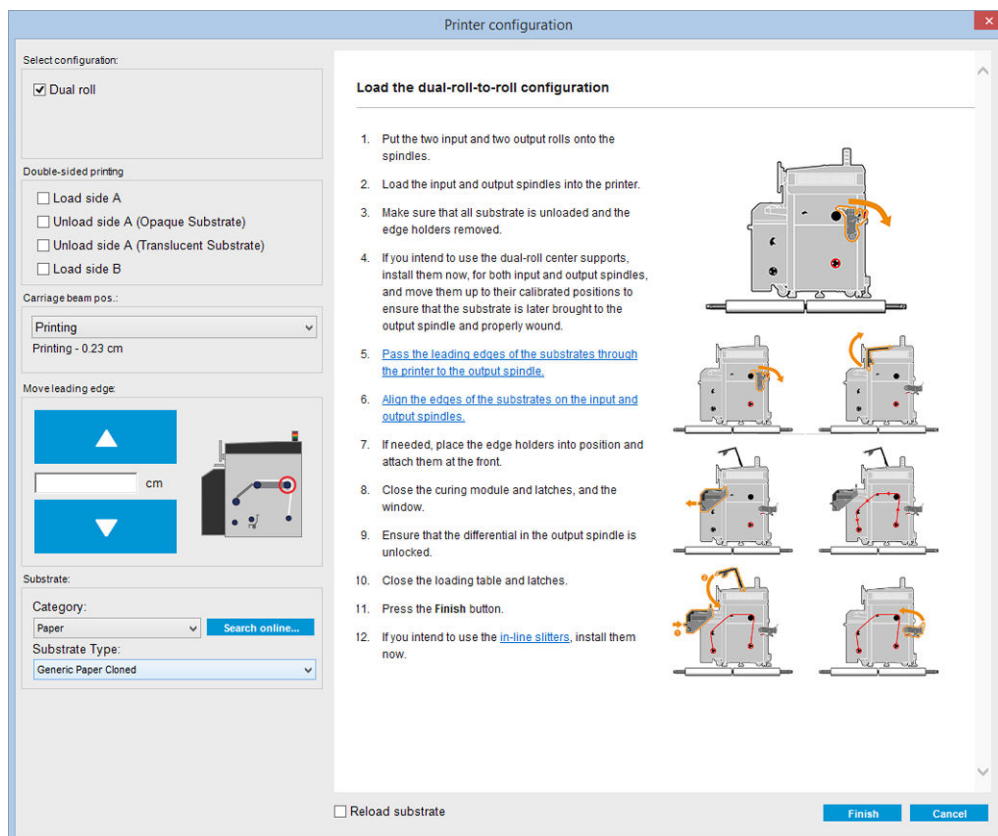 Printer configuration
Select configuration:
Dual roll
Double-sided printing
Load side A
Unload side A (Opaque Substrate)
Unload side A (Translucent Substrate)
Load side B
Carriage beam pos.:
Printing
Printing - 0.23 cm
Move leading edge:
cm
Substrate:
Category:
Paper
Search online...
Substrate Type:
Generic Paper Cloned
Load the dual-roll-to-roll configuration
1. Put the two input and two output rolls onto the
spindles.
2. Load the input and output spindles into the printer.
3. Make sure that all substrate is unloaded and the
edge holders removed.
4. If you intend to use the dual-roll center supports,
install them now, for both input and output spindles,
and move them up to their calibrated positions to
ensure that the substrate is later brought to the
output spindle and properly wound.
5. Pass the leading edges of the substrates through
the printer to the output spindle.
6. Align the edges of the substrates on the input and
output spindles.
7. If needed, place the edge holders into position and
attach them at the front.
8. Close the curing module and latches, and the
window.
9. Ensure that the differential in the output spindle is
unlocked.
10. Close the loading table and latches.
11. Press the Finish button.
12. If you intend to use the in-line slitters, install them
now.
Reload substrate
Finish
Cancel